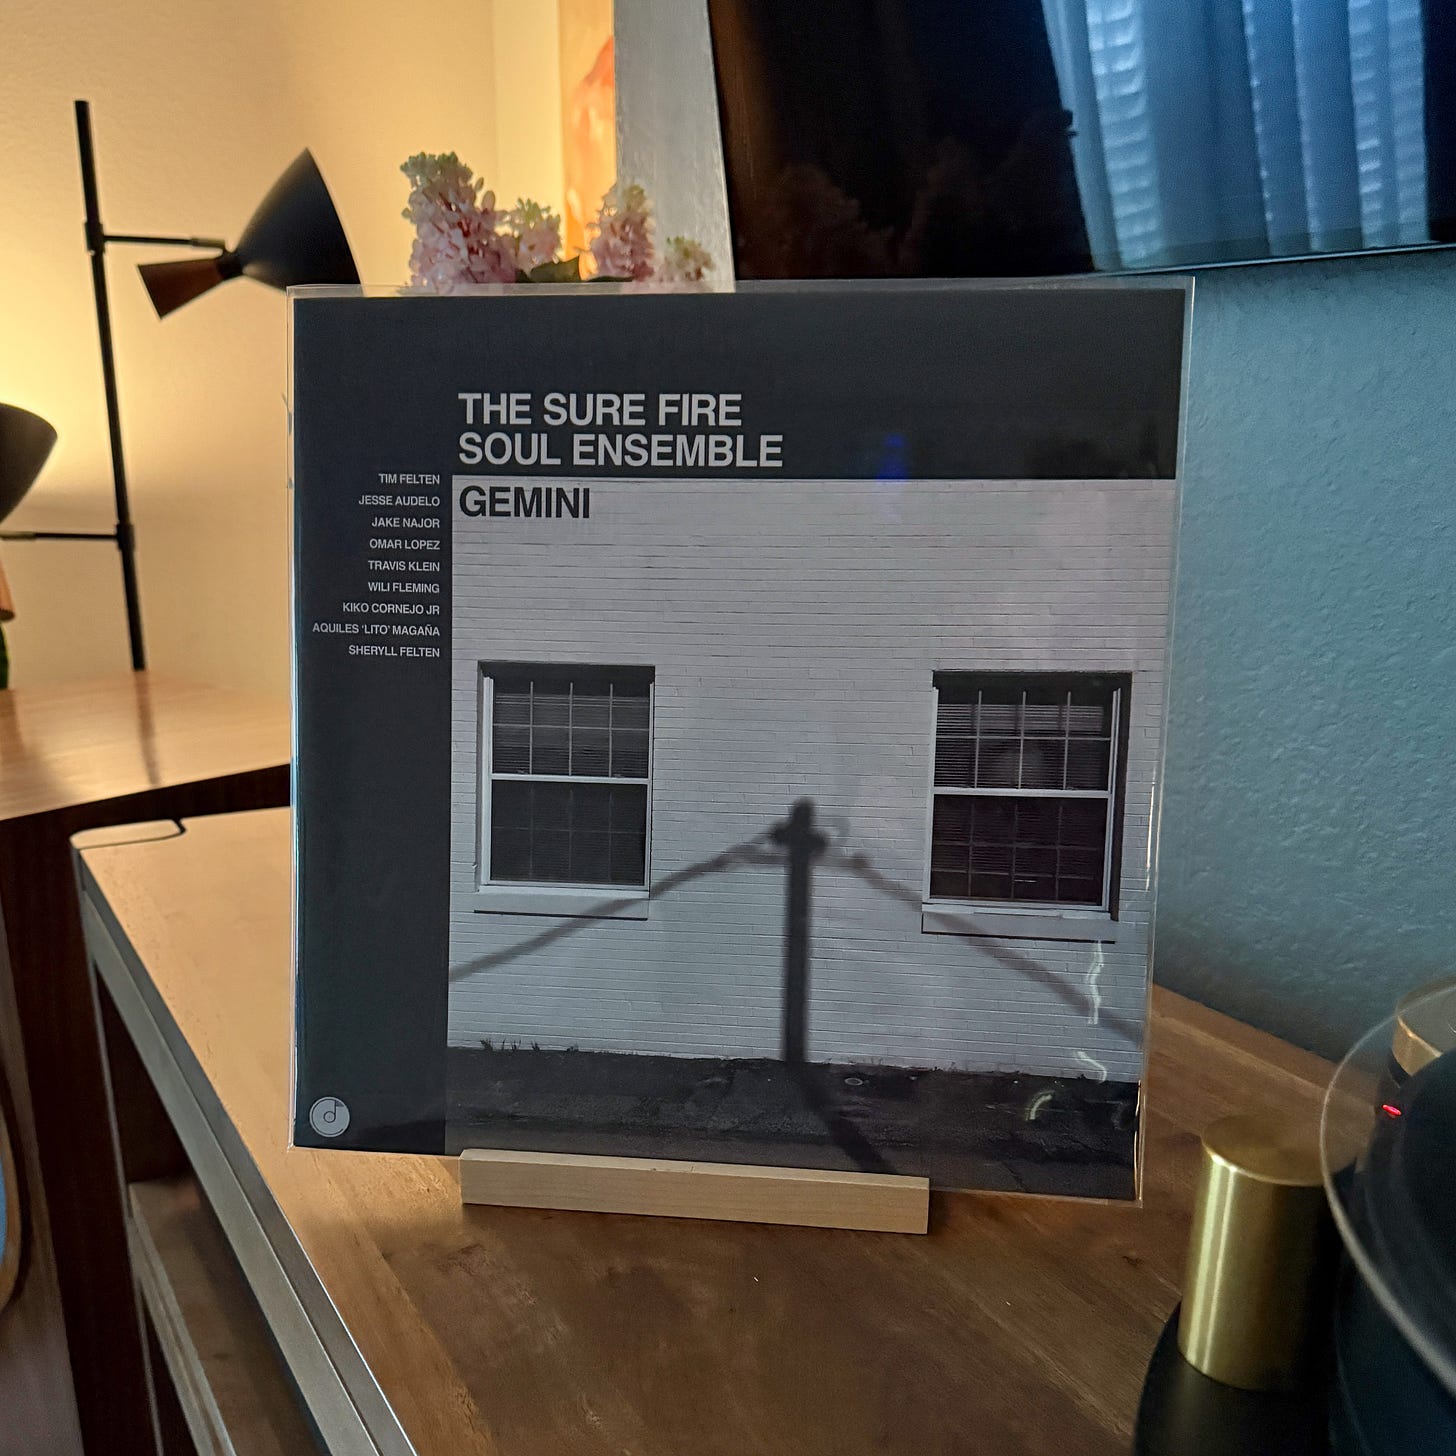 THE SURE FIRE
SOUL ENSEMBLE
GEMINI
TIM FELTEN
JESSE AUDELO
JAKE NAJOR
OMAR LOPEZ
TRAVIS KLEIN
WILI FLEMING
KIKO CORNEJO JR
AQUILES ‘LITO’ MAGAÑA
SHERYLL FELTEN